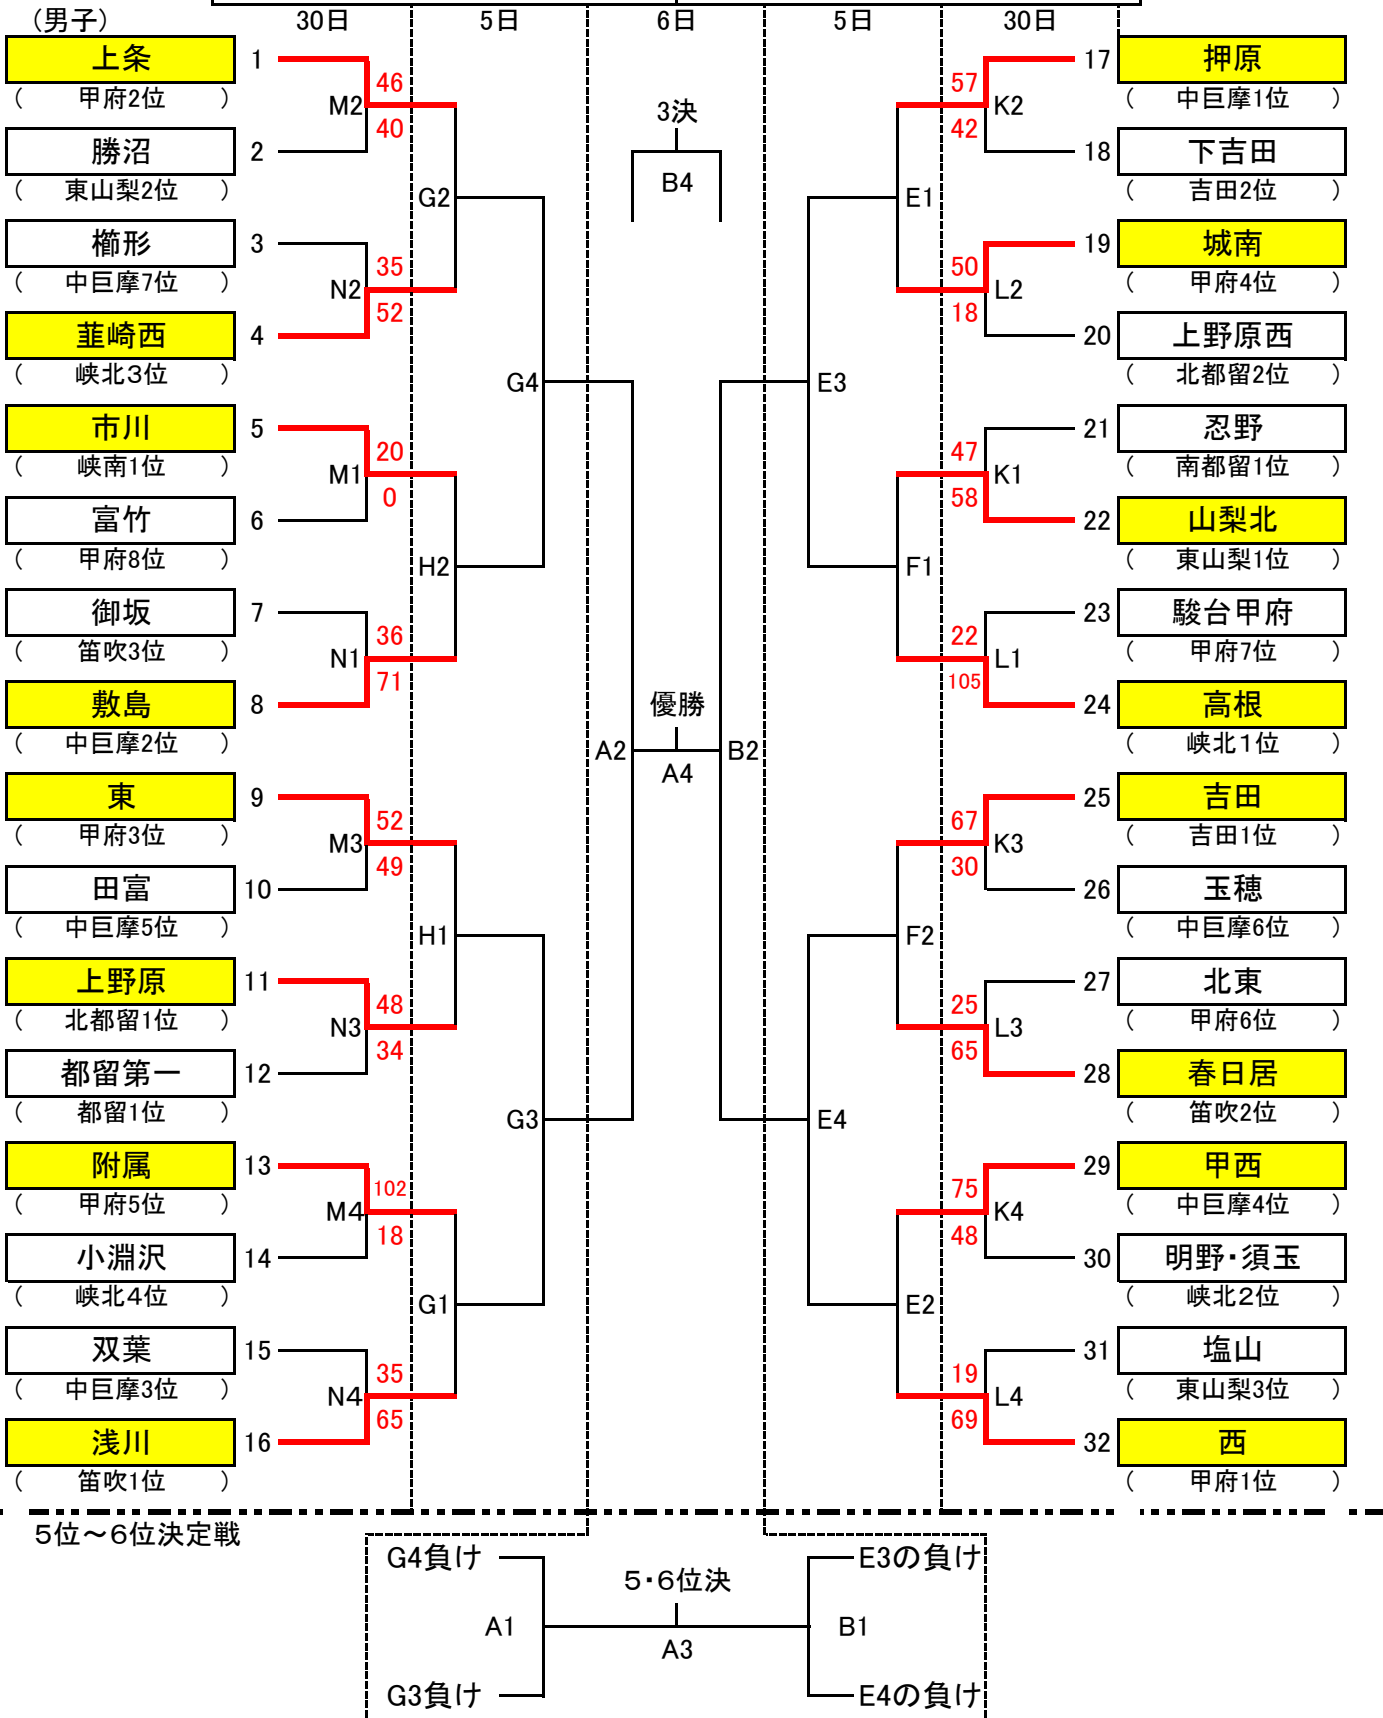 (男子)
30日 5日 6日 5日 30日
上条 1
( 甲府2位 )
46
M2
40
勝沼 2
( 東山梨2位 )
G2
櫛形 3
( 中巨摩7位 )
35
N2
52
韮崎西 4
( 峡北3位 )
G4
市川 5
( 峡南1位 )
20
M1
0
富竹 6
( 甲府8位 )
H2
御坂 7
( 笛吹3位 )
36
N1
71
敷島 8
( 中巨摩2位 )
A2
東 9
( 甲府3位 )
52
M3
49
田富 10
( 中巨摩5位 )
H1
上野原 11
( 北都留1位 )
48
N3
34
都留第一 12
( 都留1位 )
G3
附属 13
( 甲府5位 )
102
M4
18
小淵沢 14
( 峡北4位 )
G1
双葉 15
( 中巨摩3位 )
35
N4
65
浅川 16
( 笛吹1位 )
3決
B4
優勝
A4
17 押原
( 中巨摩1位 )
57
K2
42
18 下吉田
( 吉田2位 )
E1
19 城南
( 甲府4位 )
50
L2
18
20 上野原西
( 北都留2位 )
E3
21 忍野
( 南都留1位 )
47
K1
58
22 山梨北
( 東山梨1位 )
F1
23 駿台甲府
( 甲府7位 )
22
L1
105
24 高根
( 峡北1位 )
B2
25 吉田
( 吉田1位 )
67
K3
30
26 玉穂
( 中巨摩6位 )
F2
27 北東
( 甲府6位 )
25
L3
65
28 春日居
( 笛吹2位 )
E4
29 甲西
( 中巨摩4位 )
75
K4
48
30 明野・須玉
( 峡北2位 )
E2
31 塩山
( 東山梨3位 )
19
L4
69
32 西
( 甲府1位 )
5位～6位決定戦
G4負け E3の負け
5・6位決
A1 B1
A3
G3負け E4の負け